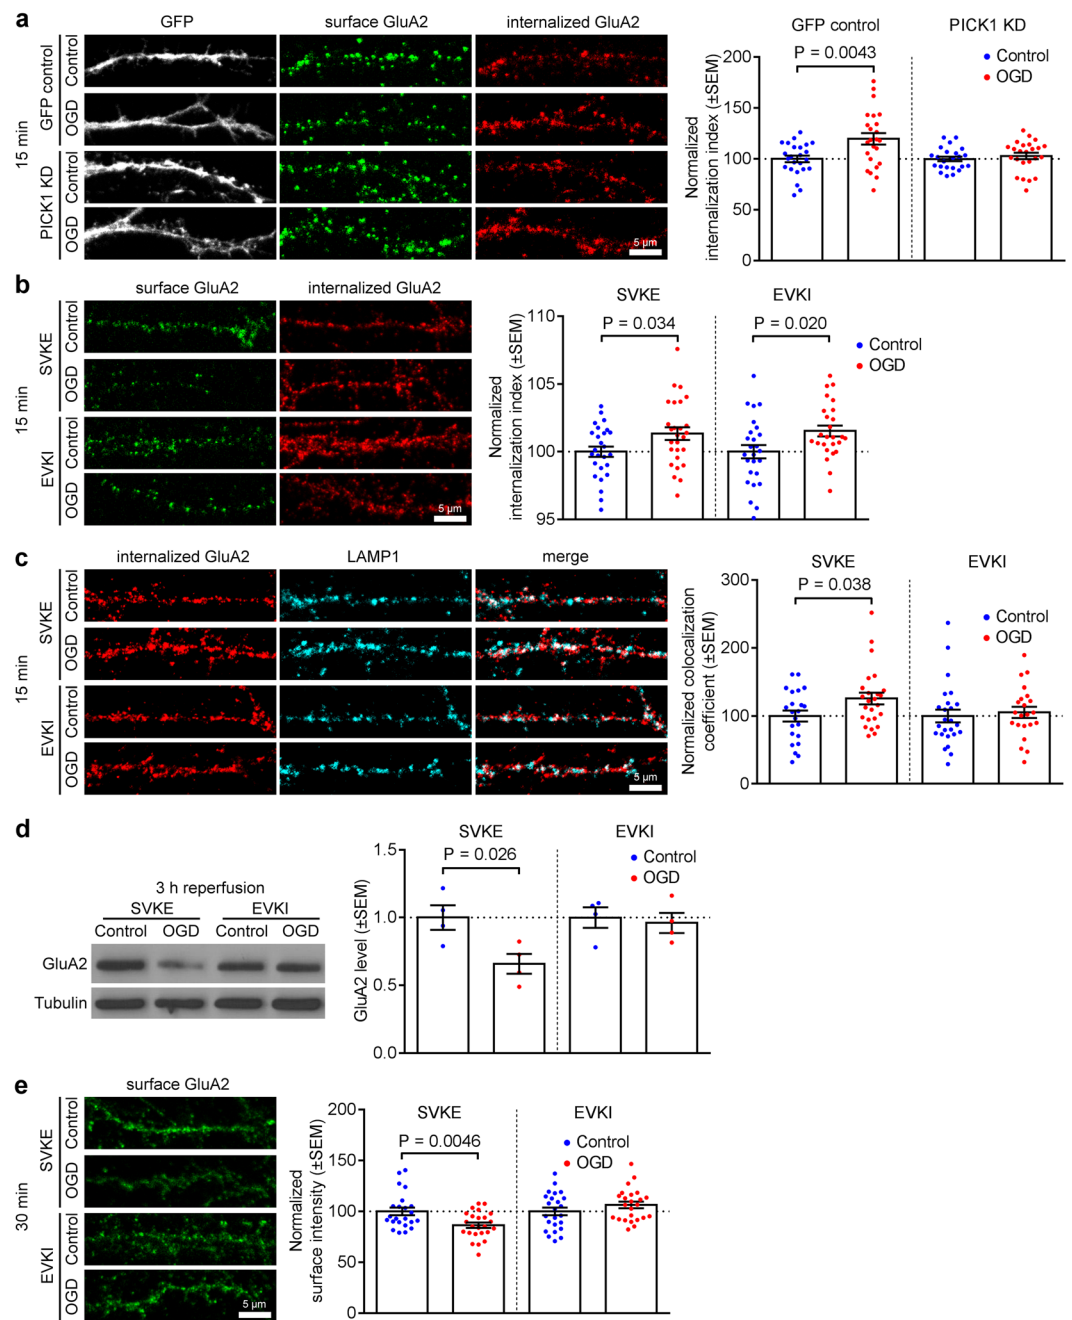 a
GFP
surface GluA2
internalized GluA2
15 min
GFP control
PICK1 KD
Control
OGD
Control
OGD
5 µm
GFP control
PICK1 KD
P = 0.0043
Control
OGD
Normalized
internalization index (±SEM)
200
150
100
50
0
b
surface GluA2
internalized GluA2
15 min
SVKE
EVKI
Control
OGD
Control
OGD
5 µm
SVKE
EVKI
P = 0.034
P = 0.020
Control
OGD
Normalized
internalization index (±SEM)
110
105
100
95
c
internalized GluA2
LAMP1
merge
15 min
SVKE
EVKI
Control
OGD
Control
OGD
5 µm
SVKE
EVKI
P = 0.038
Control
OGD
Normalized colocalization
coefficient (±SEM)
300
200
100
0
d
3 h reperfusion
SVKE
EVKI
Control
OGD
Control
OGD
GluA2
Tubulin
SVKE
EVKI
P = 0.026
Control
OGD
GluA2 level (±SEM)
1.5
1.0
0.5
0.0
e
surface GluA2
30 min
SVKE
EVKI
Control
OGD
Control
OGD
5 µm
SVKE
EVKI
P = 0.0046
Control
OGD
Normalized
surface intensity (±SEM)
200
150
100
50
0